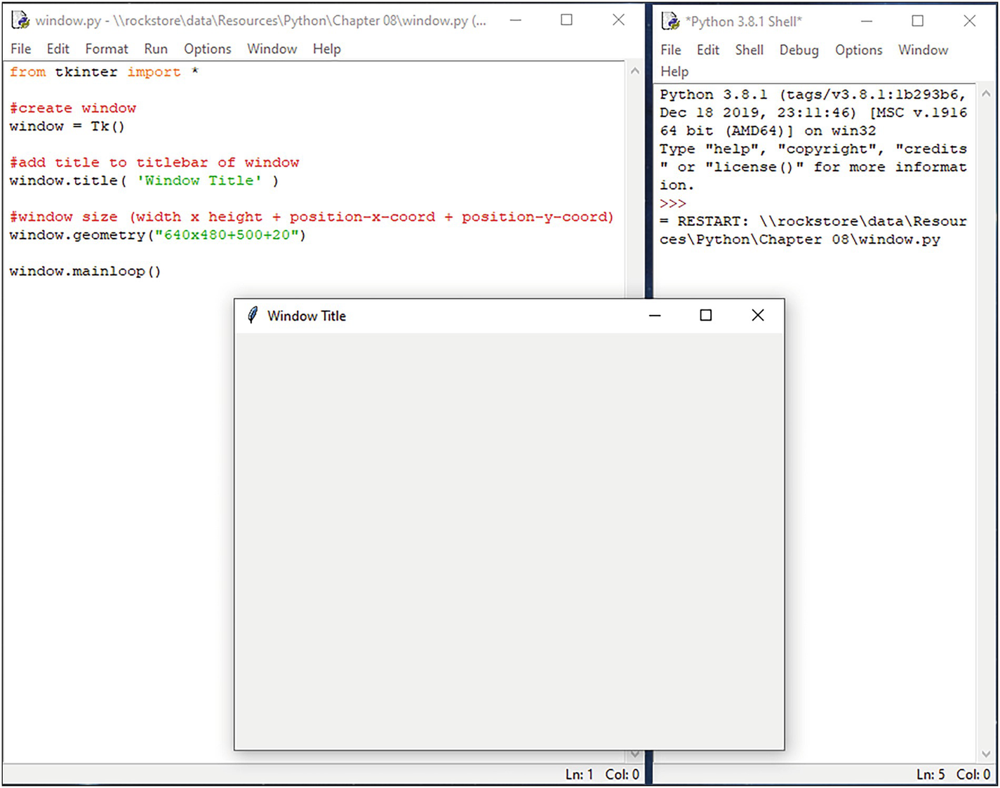 window.py - \\rockstore\data\Resources\Python\Chapter 08\window.py (...
File Edit Format Run Options Window Help
from tkinter import *
#create window
window = Tk()
#add title to titlebar of window
window.title( 'Window Title' )
#window size (width x height + position-x-coord + position-y-coord)
window.geometry("640x480+500+20")
window.mainloop()
Ln: 1 Col: 0
*Python 3.8.1 Shell*
File Edit Shell Debug Options Window
Help
Python 3.8.1 (tags/v3.8.1:1b293b6,
Dec 18 2019, 23:11:46) [MSC v.1916
64 bit (AMD64)] on win32
Type "help", "copyright", "credits
" or "license()" for more informat
ion.
>>>
= RESTART: \\rockstore\data\Resour
ces\Python\Chapter 08\window.py
Ln: 5 Col: 0
Window Title